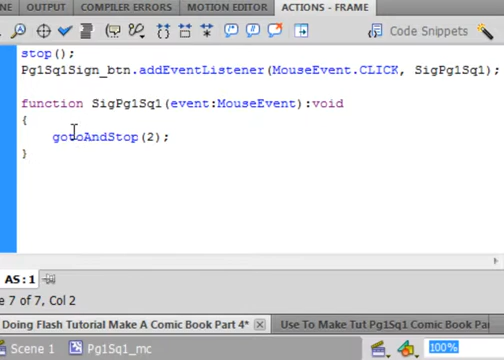 OUTPUT
COMPILER ERRORS
MOTION EDITOR
ACTIONS - FRAME
Code Snippets
stop();
Pg1Sq1Sign_btn.addEventListener(MouseEvent.CLICK, SigPg1Sq1);
function SigPg1Sq1(event:MouseEvent):void
{
gotoAndStop(2);
}
AS:1
e 7 of 7, Col 2
Doing Flash Tutorial Make A Comic Book Part 4*
Use To Make Tut Pg1Sq1 Comic Book Par
Scene 1
Pg1Sq1_mc
100%